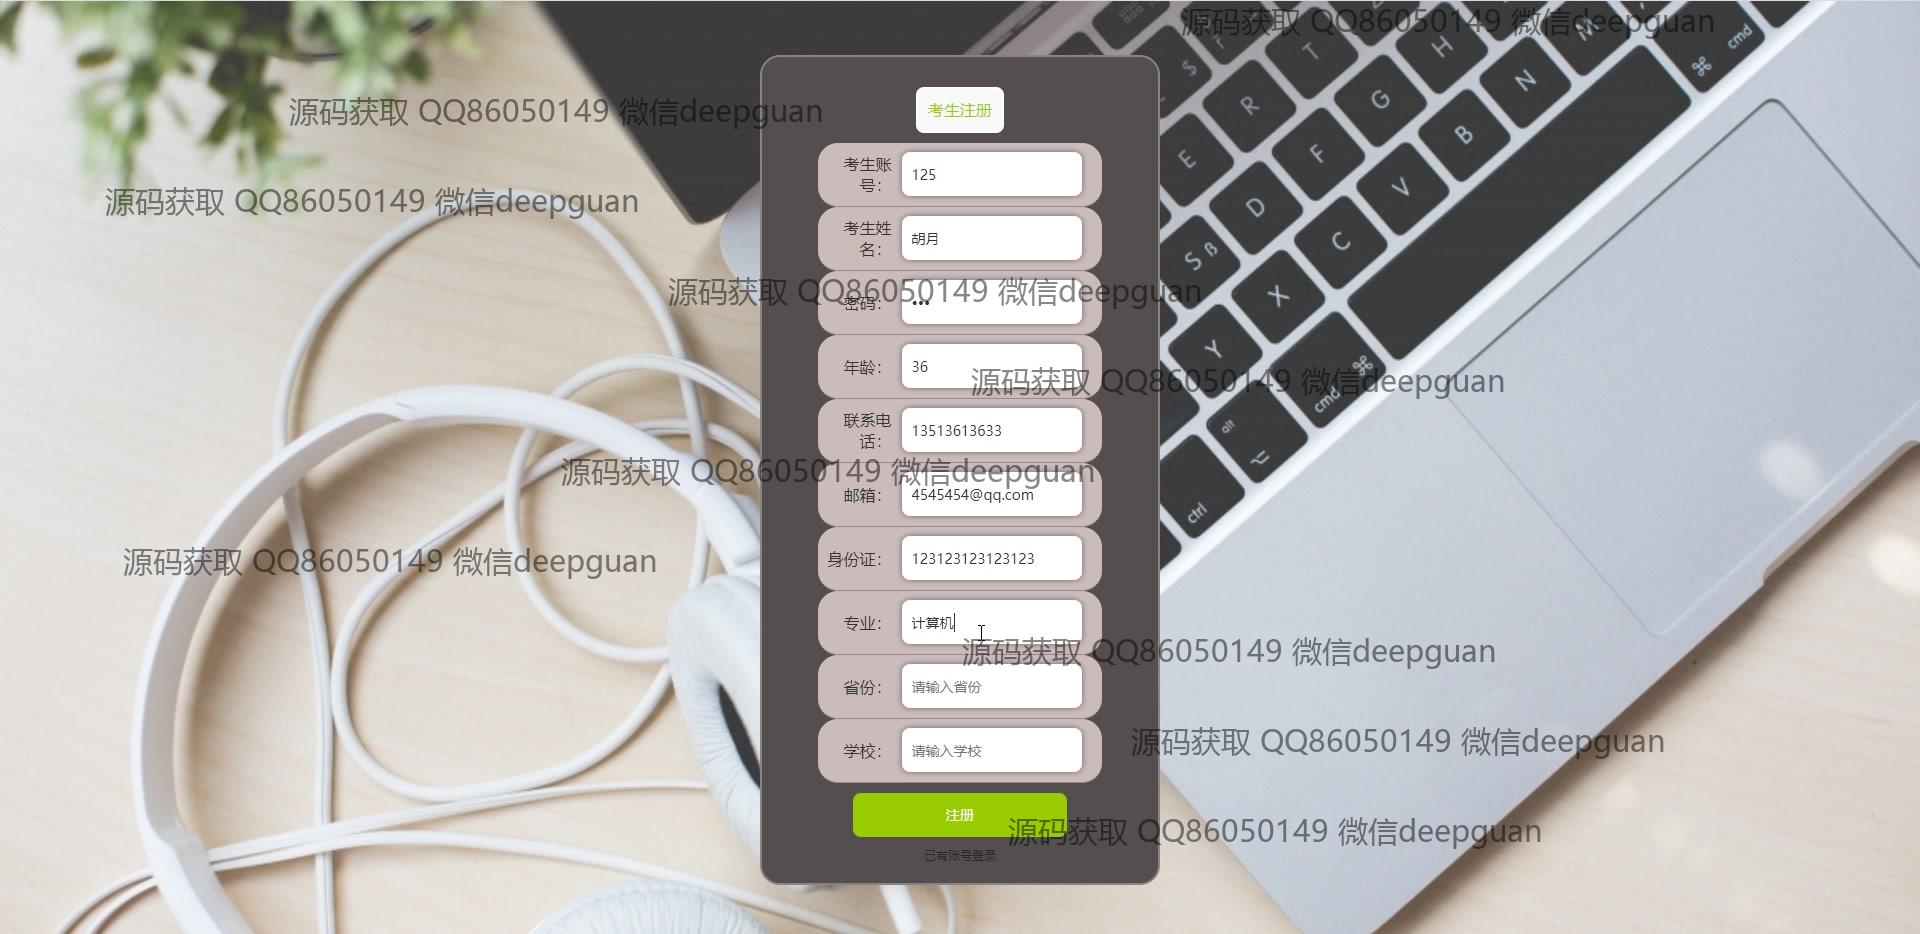 源码获取 QQ86050149 微信deepguan
考生注册
源码获取 QQ86050149 微信deepguan
考生账号：
125
源码获取 QQ86050149 微信deepguan
考生姓名：
胡月
源码获取 QQ86050149 微信deepguan
密码：
•••
年龄：
36
源码获取 QQ86050149 微信deepguan
联系电话：
13513613633
源码获取 QQ86050149 微信deepguan
邮箱：
4545454@qq.com
身份证：
123123123123123
源码获取 QQ86050149 微信deepguan
专业：
计算机
源码获取 QQ86050149 微信deepguan
省份：
请输入省份
学校：
请输入学校
源码获取 QQ86050149 微信deepguan
注册
源码获取 QQ86050149 微信deepguan
已有账号登录
T
H
N
M
cmd
⌘
R
G
B
E
F
V
D
C
S ß
X
Y
⌘
cmd
alt
⌥
ctrl